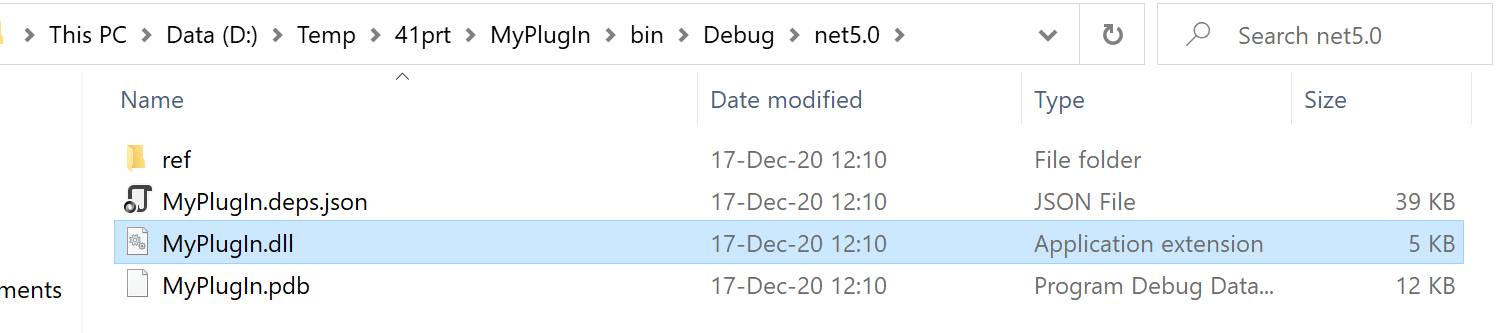 This PC > Data (D:) > Temp > 41prt > MyPlugIn > bin > Debug > net5.0 > Search net5.0
Name Date modified Type Size
ref 17-Dec-20 12:10 File folder
MyPlugIn.deps.json 17-Dec-20 12:10 JSON File 39 KB
MyPlugIn.dll 17-Dec-20 12:10 Application extension 5 KB
ments MyPlugIn.pdb 17-Dec-20 12:10 Program Debug Data... 12 KB